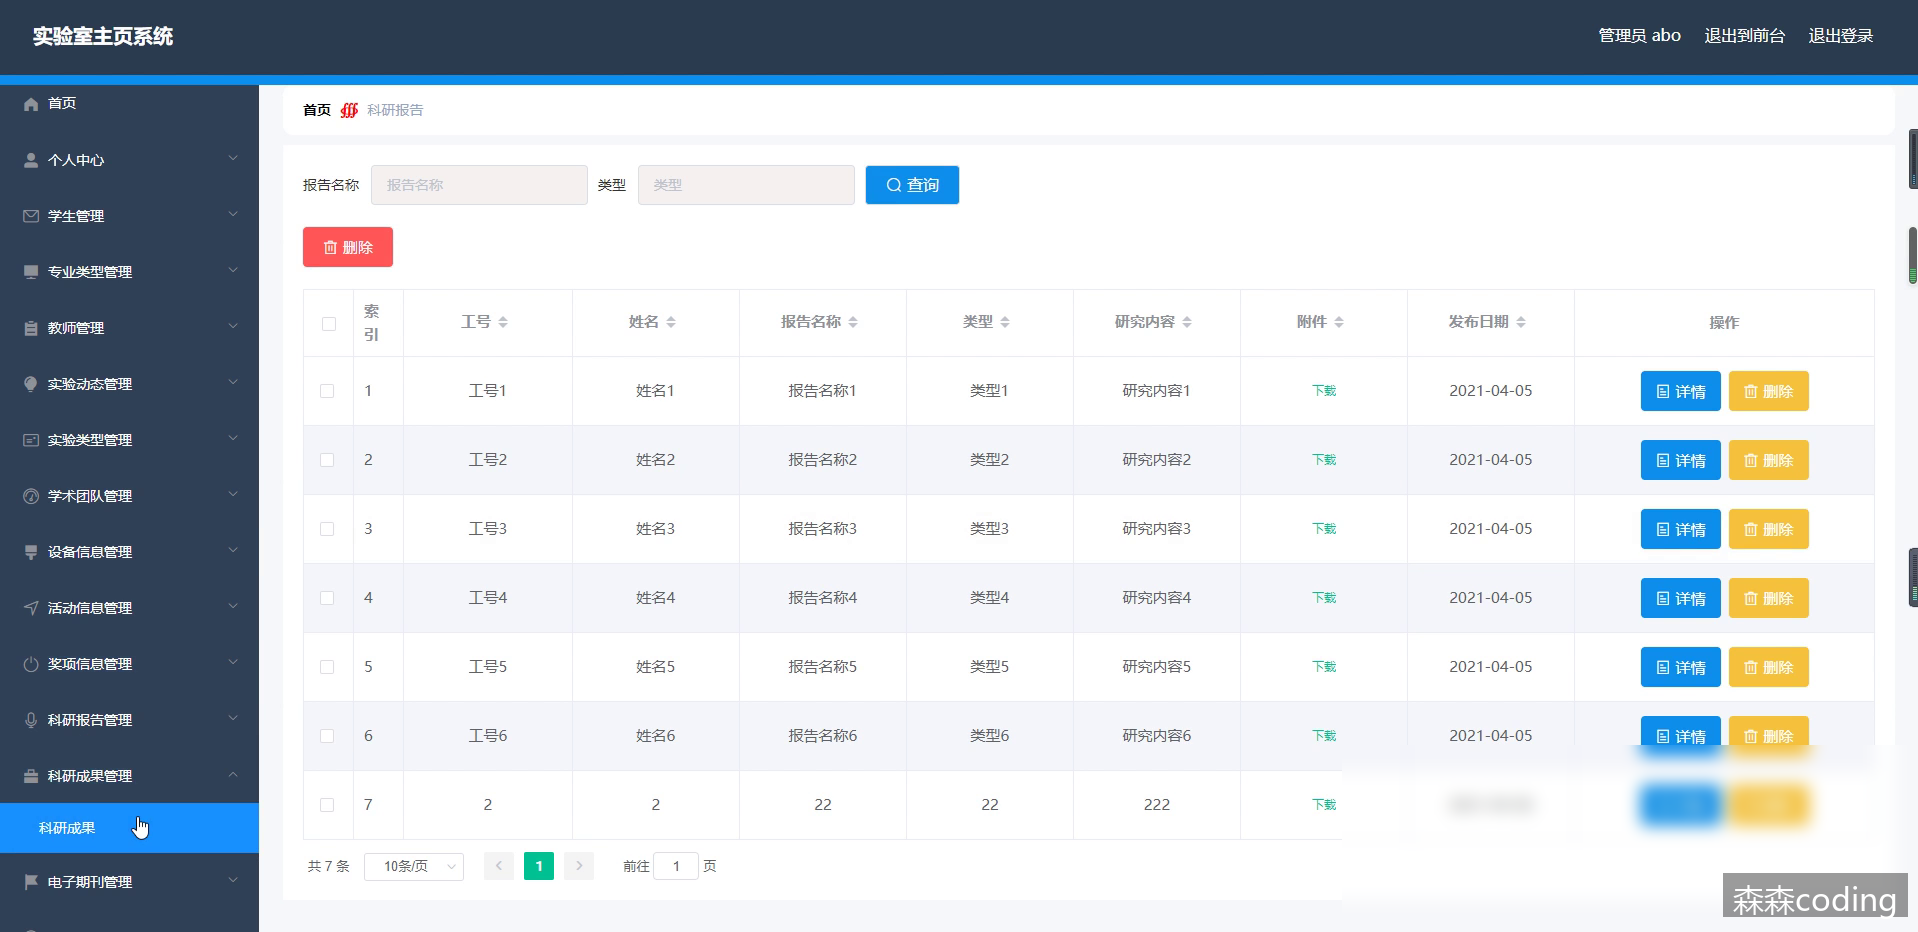 实验室主页系统
管理员 abo 退出到前台 退出登录
首页
个人中心
学生管理
专业类型管理
教师管理
实验动态管理
实验类型管理
学术团队管理
设备信息管理
活动信息管理
奖项信息管理
科研报告管理
科研成果管理
科研成果
电子期刊管理
首页 科研报告
报告名称 报告名称 类型 类型 查询
删除
索引 工号 姓名 报告名称 类型 研究内容 附件 发布日期 操作
1 工号1 姓名1 报告名称1 类型1 研究内容1 下载 2021-04-05 详情 删除
2 工号2 姓名2 报告名称2 类型2 研究内容2 下载 2021-04-05 详情 删除
3 工号3 姓名3 报告名称3 类型3 研究内容3 下载 2021-04-05 详情 删除
4 工号4 姓名4 报告名称4 类型4 研究内容4 下载 2021-04-05 详情 删除
5 工号5 姓名5 报告名称5 类型5 研究内容5 下载 2021-04-05 详情 删除
6 工号6 姓名6 报告名称6 类型6 研究内容6 下载 2021-04-05 详情 删除
7 2 2 22 22 222 下载
共 7 条 10条/页 1 前往 1 页
森森coding